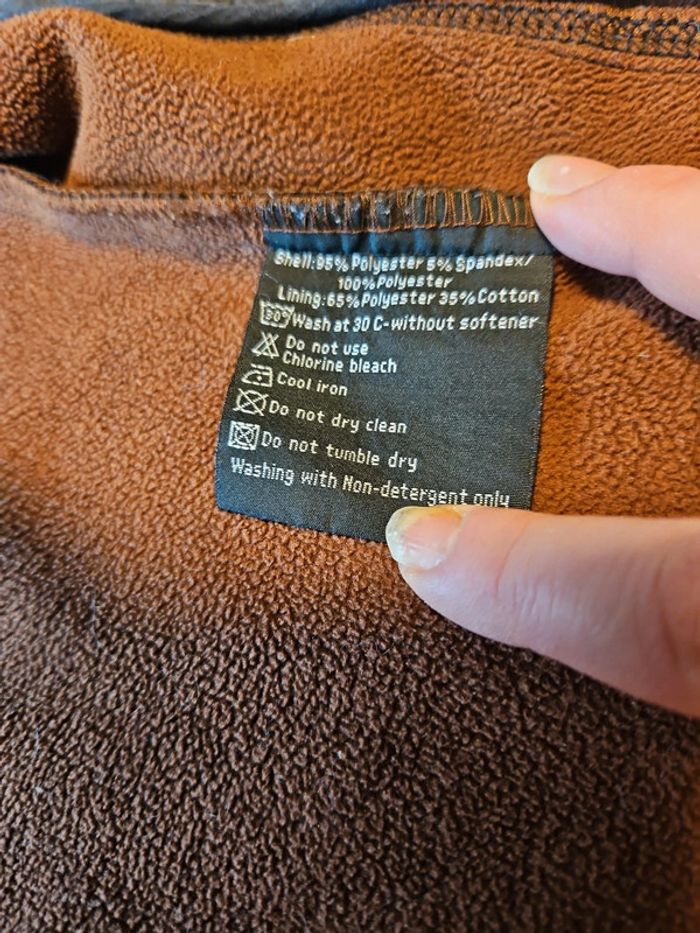 Shell:95% Polyester 5% Spandex/
100% Polyester
Lining:65% Polyester 35% Cotton
30° Wash at 30 C-without softener
Do not use
Chlorine bleach
Cool iron
Do not dry clean
Do not tumble dry
Washing with Non-detergent only